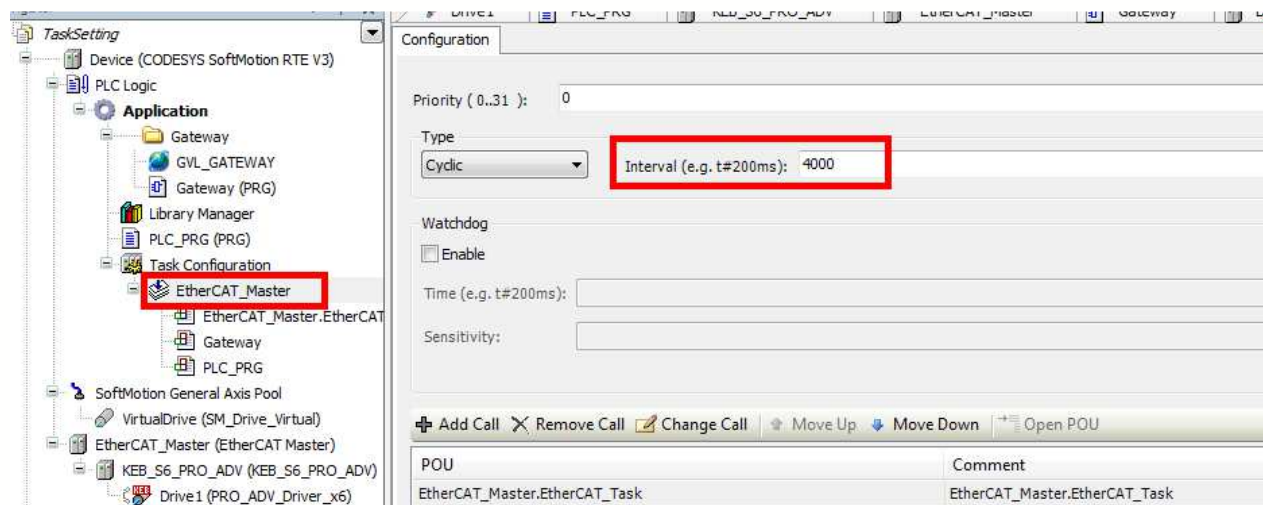 Drive1
PLC_PRG
KEB_S6_PRO_ADV
EtherCAT_Master
Gateway
TaskSetting
Device (CODESYS SoftMotion RTE V3)
PLC Logic
Application
Gateway
GVL_GATEWAY
Gateway (PRG)
Library Manager
PLC_PRG (PRG)
Task Configuration
EtherCAT_Master
EtherCAT_Master.EtherCAT
Gateway
PLC_PRG
SoftMotion General Axis Pool
VirtualDrive (SM_Drive_Virtual)
EtherCAT_Master (EtherCAT Master)
KEB_S6_PRO_ADV (KEB_S6_PRO_ADV)
KEB
Drive1 (PRO_ADV_Driver_x6)
Configuration
Priority ( 0..31 ): 0
Type
Cyclic Interval (e.g. t#200ms): 4000
Watchdog
Enable
Time (e.g. t#200ms):
Sensitivity:
Add Call Remove Call Change Call Move Up Move Down Open POU
POU Comment
EtherCAT_Master.EtherCAT_Task EtherCAT_Master.EtherCAT_Task